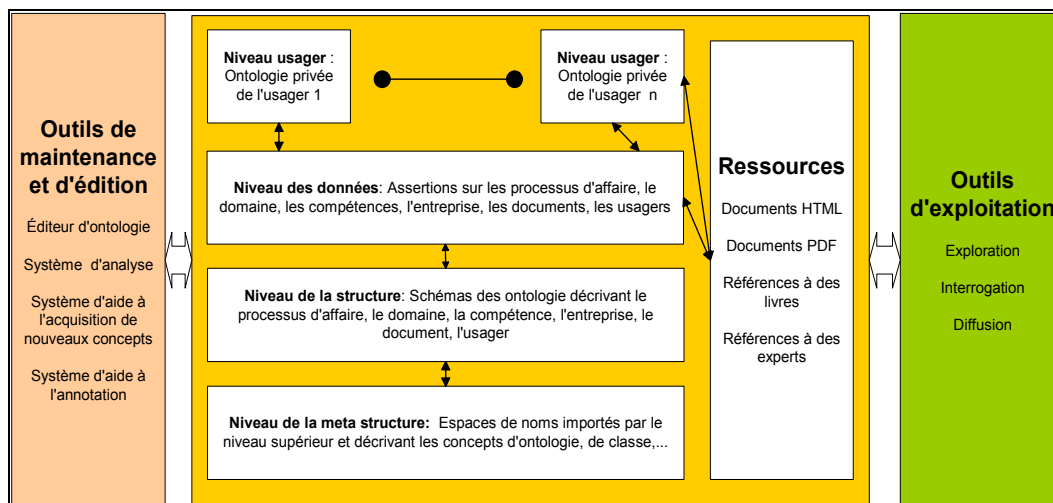 Outils de
maintenance
et d'édition
Éditeur d'ontologie
Système d'analyse
Système d'aide à
l'acquisition de
nouveaux concepts
Système d'aide à
l'annotation
Niveau usager :
Ontologie privée
de l'usager 1
Niveau usager :
Ontologie privée
de l'usager n
Niveau des données: Assertions sur les processus d'affaire, le
domaine, les compétences, l'entreprise, les documents, les usagers
Niveau de la structure: Schémas des ontologie décrivant le
processus d'affaire, le domaine, la compétence, l'entreprise, le
document, l'usager
Niveau de la meta structure: Espaces de noms importés par le
niveau supérieur et décrivant les concepts d'ontologie, de classe,...
Ressources
Documents HTML
Documents PDF
Références à des
livres
Références à des
experts
Outils
d'exploitation
Exploration
Interrogation
Diffusion